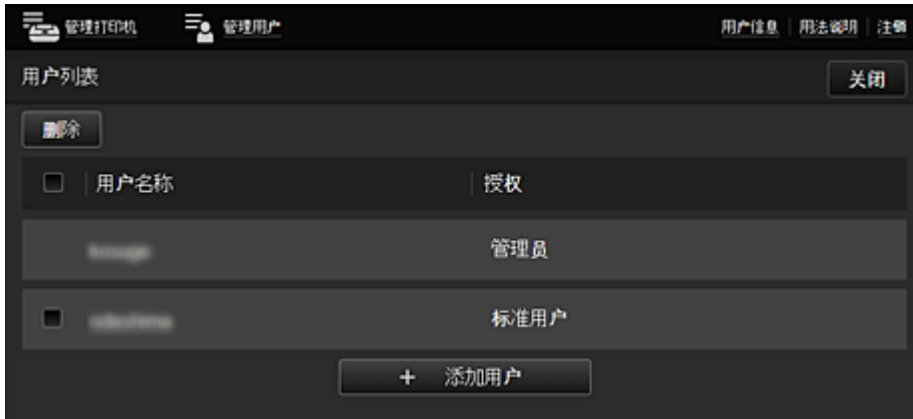 管理打印机 管理用户 用户信息 用法说明 注销
用户列表 关闭
删除
用户名称 授权
管理员
标准用户
+ 添加用户